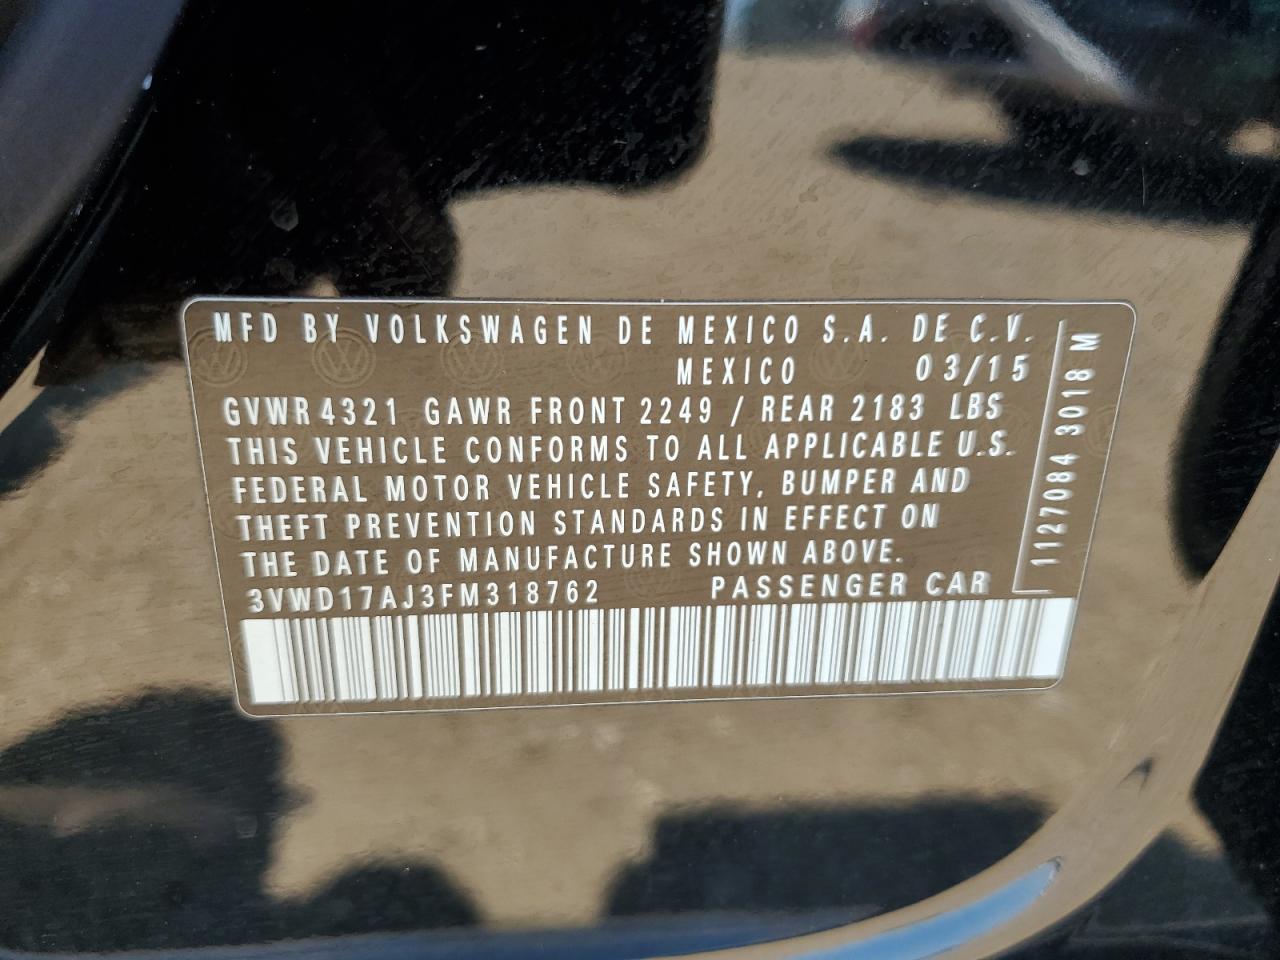 MFD BY VOLKSWAGEN DE MEXICO S.A. DE C.V.
MEXICO 03/15
GVWR 4321 GAWR FRONT 2249 / REAR 2183 LBS
THIS VEHICLE CONFORMS TO ALL APPLICABLE U.S.
FEDERAL MOTOR VEHICLE SAFETY, BUMPER AND
THEFT PREVENTION STANDARDS IN EFFECT ON
THE DATE OF MANUFACTURE SHOWN ABOVE.
3VWD17AJ3FM318762 PASSENGER CAR
1127084 3018 M